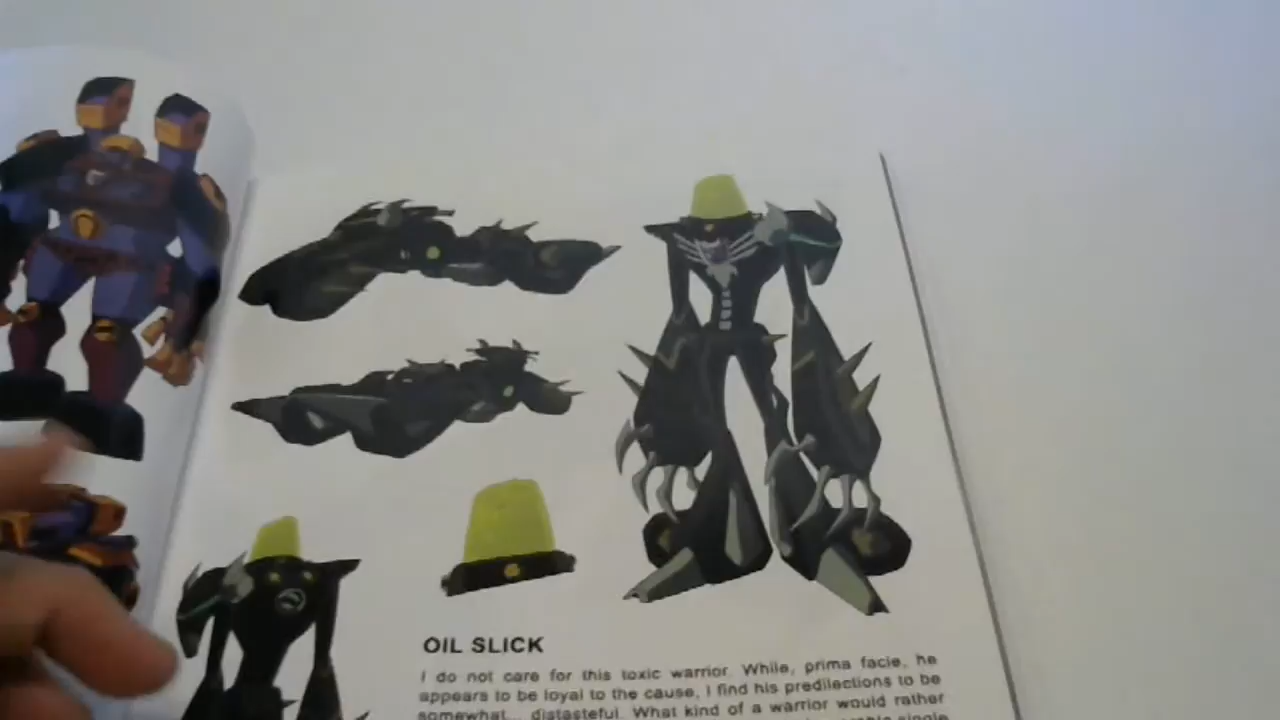 OIL SLICK
I do not care for this toxic warrior. While, prima facie, he
appears to be loyal to the cause, I find his predilections to be
somewhat... distasteful. What kind of a warrior would rather
single